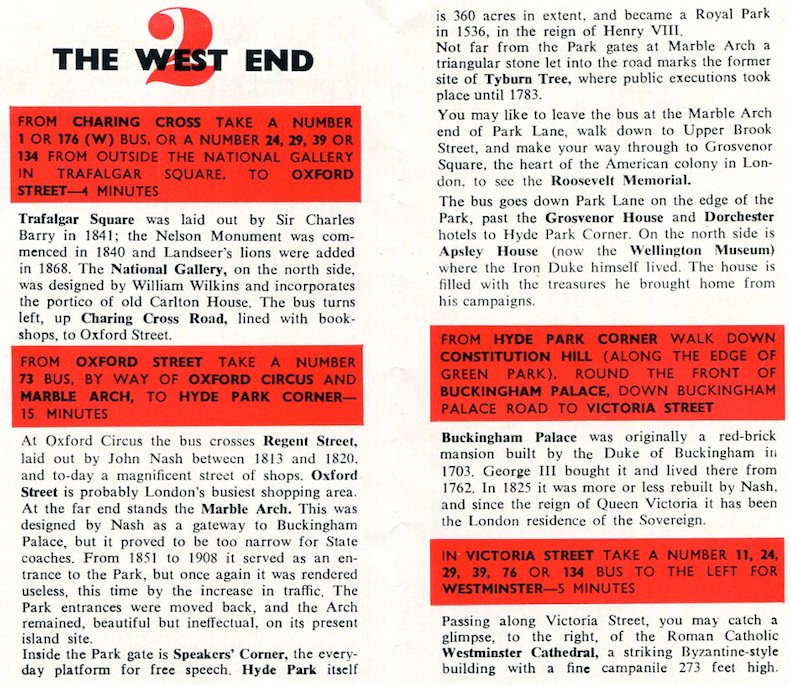 2
THE WEST END
FROM CHARING CROSS TAKE A NUMBER
1 OR 176 (W) BUS, OR A NUMBER 24, 29, 39 OR
134 FROM OUTSIDE THE NATIONAL GALLERY
IN TRAFALGAR SQUARE, TO OXFORD
STREET—4 MINUTES
Trafalgar Square was laid out by Sir Charles
Barry in 1841; the Nelson Monument was com-
menced in 1840 and Landseer's lions were added
in 1868. The National Gallery, on the north side,
was designed by William Wilkins and incorporates
the portico of old Carlton House. The bus turns
left, up Charing Cross Road, lined with book-
shops, to Oxford Street.
FROM OXFORD STREET TAKE A NUMBER
73 BUS, BY WAY OF OXFORD CIRCUS AND
MARBLE ARCH, TO HYDE PARK CORNER—
15 MINUTES
At Oxford Circus the bus crosses Regent Street,
laid out by John Nash between 1813 and 1820,
and to-day a magnificent street of shops. Oxford
Street is probably London's busiest shopping area.
At the far end stands the Marble Arch. This was
designed by Nash as a gateway to Buckingham
Palace, but it proved to be too narrow for State
coaches. From 1851 to 1908 it served as an en-
trance to the Park, but once again it was rendered
useless, this time by the increase in traffic. The
Park entrances were moved back, and the Arch
remained, beautiful but ineffectual, on its present
island site.
Inside the Park gate is Speakers' Corner, the every-
day platform for free speech. Hyde Park itself
is 360 acres in extent, and became a Royal Park
in 1536, in the reign of Henry VIII.
Not far from the Park gates at Marble Arch a
triangular stone let into the road marks the former
site of Tyburn Tree, where public executions took
place until 1783.
You may like to leave the bus at the Marble Arch
end of Park Lane, walk down to Upper Brook
Street, and make your way through to Grosvenor
Square, the heart of the American colony in Lon-
don, to see the Roosevelt Memorial.
The bus goes down Park Lane on the edge of the
Park, past the Grosvenor House and Dorchester
hotels to Hyde Park Corner. On the north side is
Apsley House (now the Wellington Museum)
where the Iron Duke himself lived. The house is
filled with the treasures he brought home from
his campaigns.
FROM HYDE PARK CORNER WALK DOWN
CONSTITUTION HILL (ALONG THE EDGE OF
GREEN PARK). ROUND THE FRONT OF
BUCKINGHAM PALACE, DOWN BUCKINGHAM
PALACE ROAD TO VICTORIA STREET
Buckingham Palace was originally a red-brick
mansion built by the Duke of Buckingham in
1703. George III bought it and lived there from
1762. In 1825 it was more or less rebuilt by Nash,
and since the reign of Queen Victoria it has been
the London residence of the Sovereign.
IN VICTORIA STREET TAKE A NUMBER 11, 24,
29, 39, 76 OR 134 BUS TO THE LEFT FOR
WESTMINSTER—5 MINUTES
Passing along Victoria Street, you may catch a
glimpse, to the right, of the Roman Catholic
Westminster Cathedral, a striking Byzantine-style
building with a fine campanile 273 feet high.